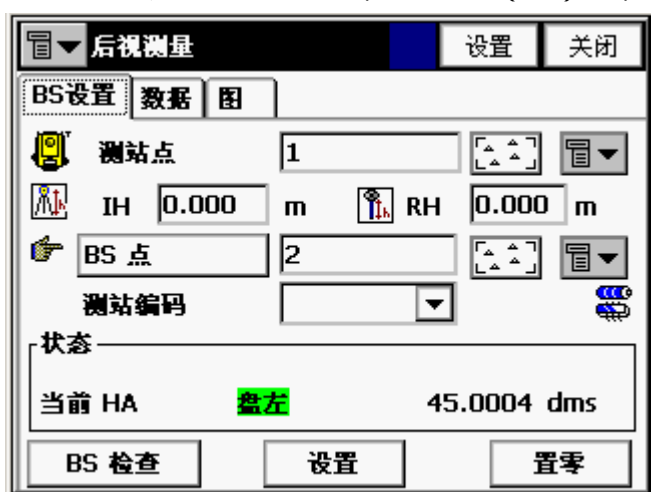 后视测量 设置 关闭
BS设置 数据 图
测站点 1
IH 0.000 m RH 0.000 m
BS 点 2
测站编码
状态
当前 HA 盘左 45.0004 dms
BS 检查 设置 置零